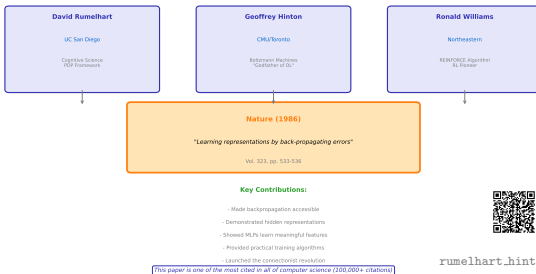 David Rumelhart
UC San Diego
Cognitive Science
PDP Framework
Geoffrey Hinton
CMU/Toronto
Boltzmann Machines
"Godfather of DL"
Ronald Williams
Northeastern
REINFORCE Algorithm
RL Pioneer
Nature (1986)
"Learning representations by back-propagating errors"
Vol. 323, pp. 533-536
Key Contributions:
- Made backpropagation accessible
- Demonstrated hidden representations
- Showed MLPs learn meaningful features
- Provided practical training algorithms
- Launched the connectionist revolution
This paper is one of the most cited in all of computer science (100,000+ citations)
rumelhart_hint